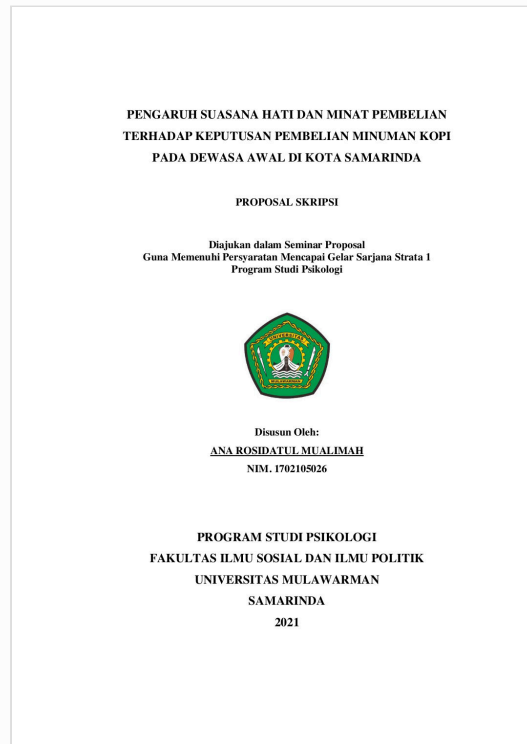 PENGARUH SUASANA HATI DAN MINAT PEMBELIAN
TERHADAP KEPUTUSAN PEMBELIAN MINUMAN KOPI
PADA DEWASA AWAL DI KOTA SAMARINDA
PROPOSAL SKRIPSI
Diajukan dalam Seminar Proposal
Guna Memenuhi Persyaratan Mencapai Gelar Sarjana Strata 1
Program Studi Psikologi
UNIVERSITAS
MULAWARMAN
Disusun Oleh:
ANA ROSIDATUL MUALIMAH
NIM. 1702105026
PROGRAM STUDI PSIKOLOGI
FAKULTAS ILMU SOSIAL DAN ILMU POLITIK
UNIVERSITAS MULAWARMAN
SAMARINDA
2021